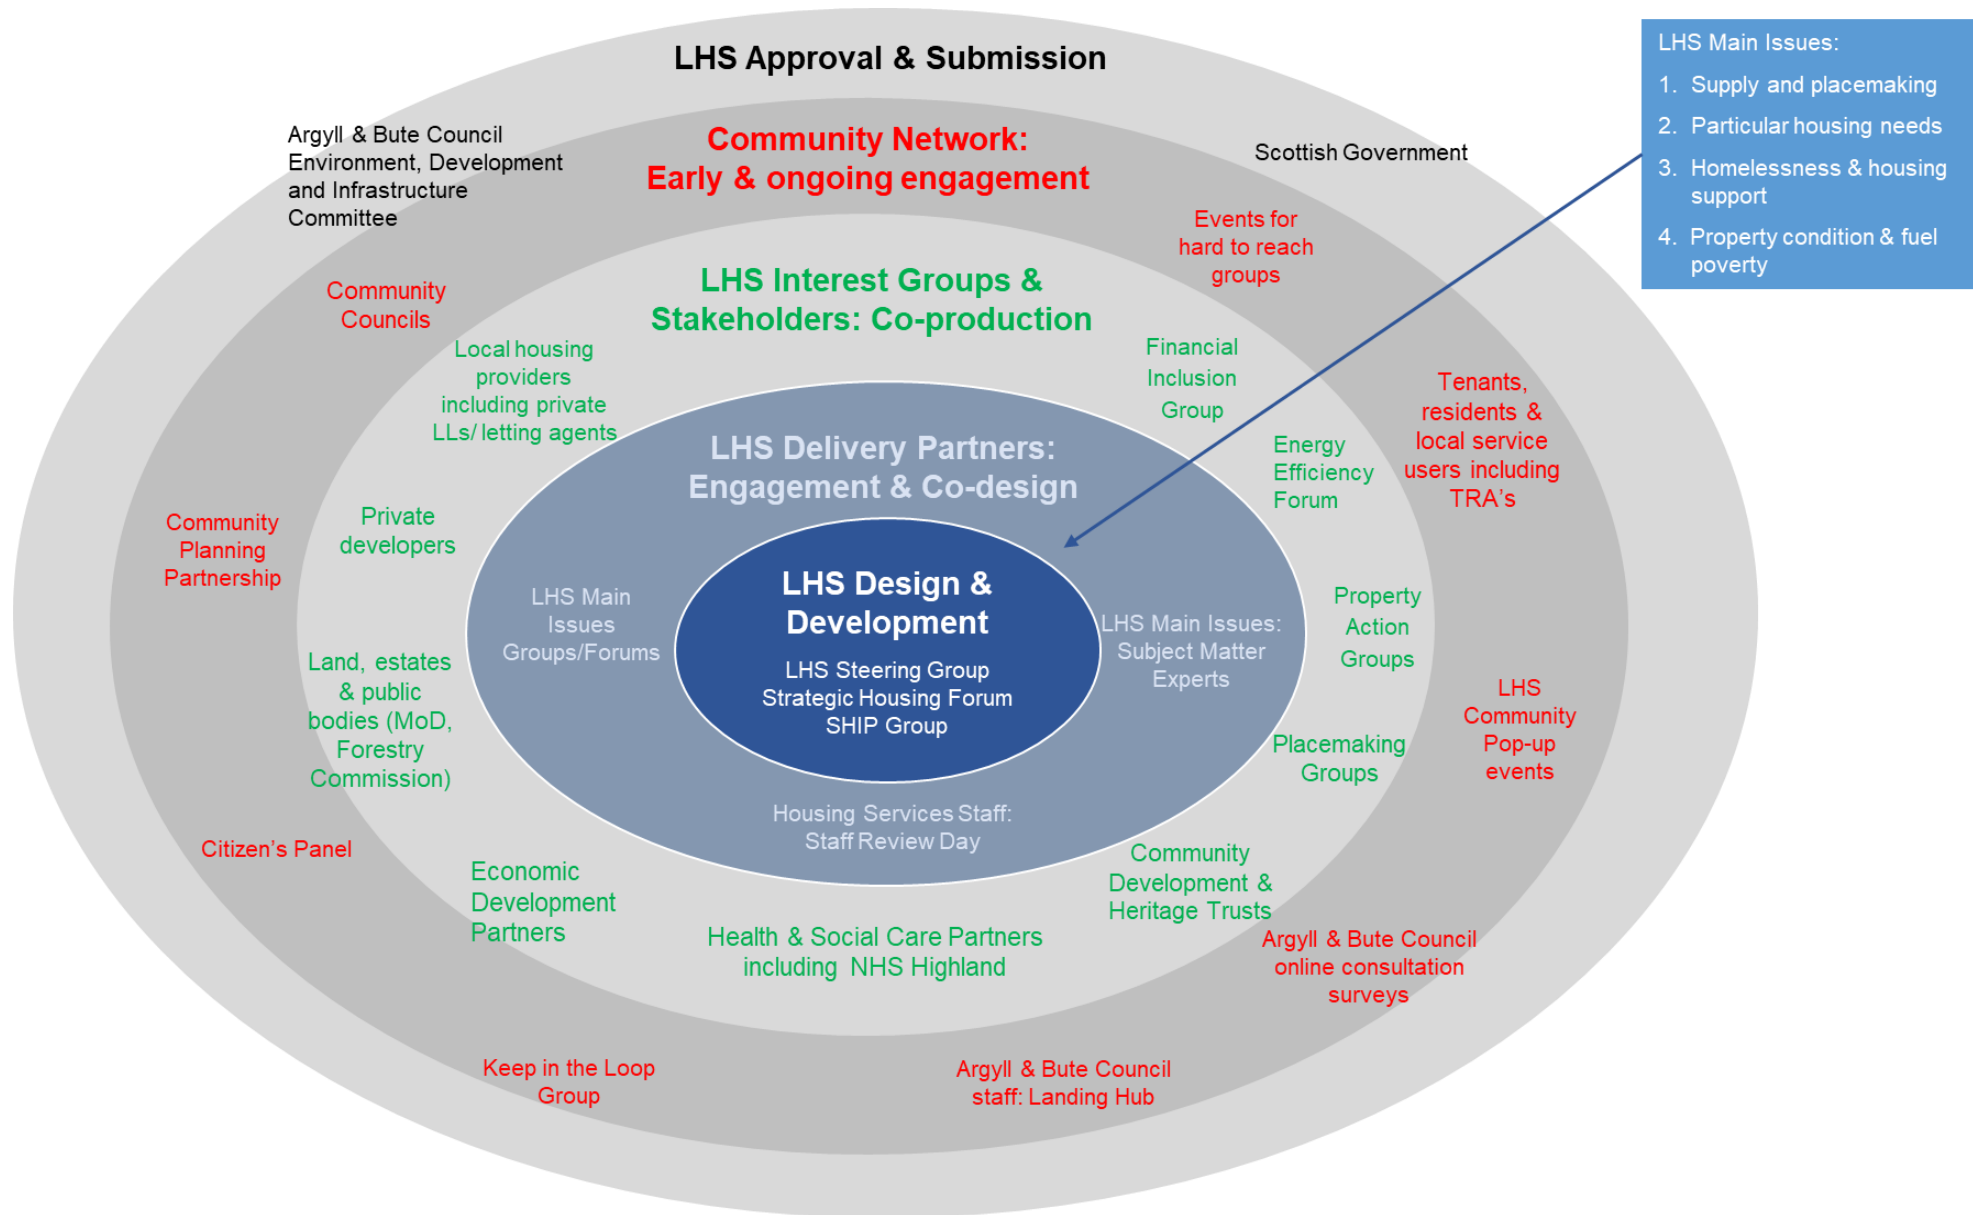 LHS Approval & Submission
Argyll & Bute Council
Environment, Development
and Infrastructure
Committee
Scottish Government
Community Network:
Early & ongoing engagement
Events for
hard to reach
groups
Community
Councils
Tenants,
residents &
local service
users including
TRA’s
Community
Planning
Partnership
LHS
Community
Pop-up
events
Citizen’s Panel
Argyll & Bute Council
online consultation
surveys
Keep in the Loop
Group
Argyll & Bute Council
staff: Landing Hub
LHS Interest Groups &
Stakeholders: Co-production
Local housing
providers
including private
LLs/ letting agents
Financial
Inclusion
Group
Energy
Efficiency
Forum
Private
developers
Property
Action
Groups
Land, estates
& public
bodies (MoD,
Forestry
Commission)
Placemaking
Groups
Economic
Development
Partners
Community
Development &
Heritage Trusts
Health & Social Care Partners
including NHS Highland
LHS Delivery Partners:
Engagement & Co-design
LHS Main
Issues
Groups/Forums
LHS Main Issues:
Subject Matter
Experts
Housing Services Staff:
Staff Review Day
LHS Design &
Development
LHS Steering Group
Strategic Housing Forum
SHIP Group
LHS Main Issues:
1. Supply and placemaking
2. Particular housing needs
3. Homelessness & housing
support
4. Property condition & fuel
poverty